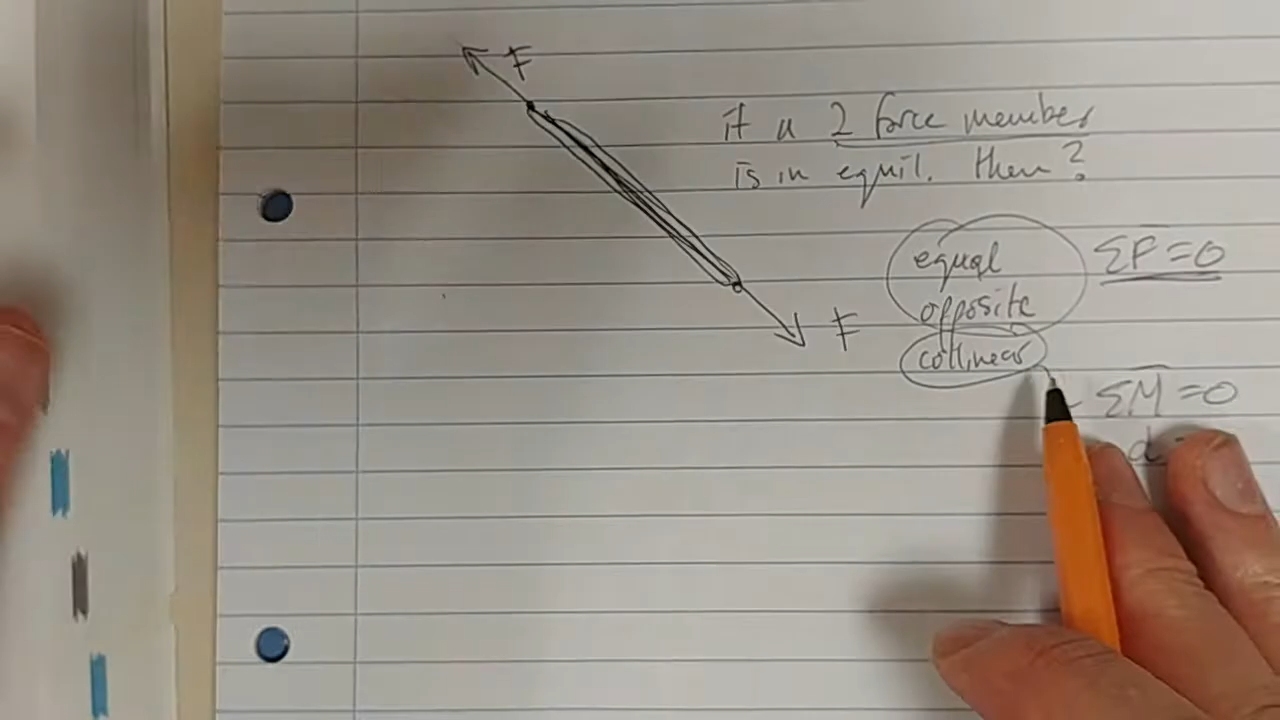 F
if a 2 force member
is in equil. then?
equal
opposite
collinear
ΣF=0
F
ΣM=0
d